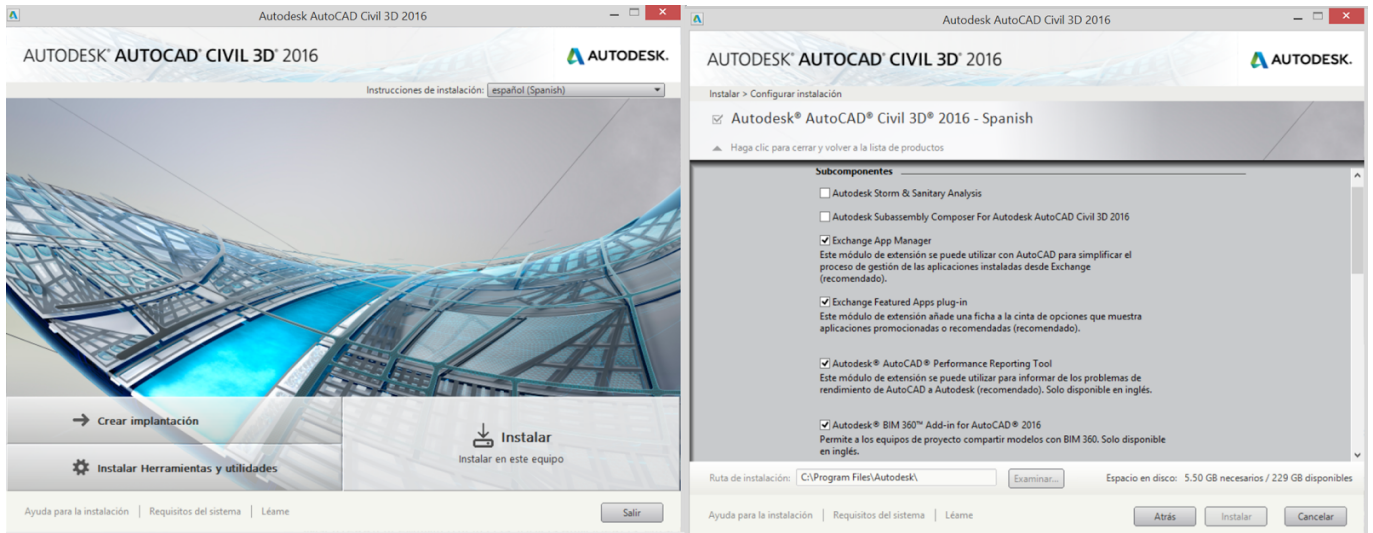 Autodesk AutoCAD Civil 3D 2016
AUTODESK® AUTOCAD® CIVIL 3D® 2016
AUTODESK.
Instrucciones de instalación: español (Spanish)
Crear implantación
Instalar Herramientas y utilidades
Instalar
Instalar en este equipo
Ayuda para la instalación | Requisitos del sistema | Léame
Salir
Autodesk AutoCAD Civil 3D 2016
AUTODESK® AUTOCAD® CIVIL 3D® 2016
AUTODESK.
Instalar > Configurar instalación
Autodesk® AutoCAD® Civil 3D® 2016 - Spanish
Haga clic para cerrar y volver a la lista de productos
Subcomponentes
Autodesk Storm & Sanitary Analysis
Autodesk Subassembly Composer For Autodesk AutoCAD Civil 3D 2016
Exchange App Manager
Este módulo de extensión se puede utilizar con AutoCAD para simplificar el
proceso de gestión de las aplicaciones instaladas desde Exchange
(recomendado).
Exchange Featured Apps plug-in
Este módulo de extensión añade una ficha a la cinta de opciones que muestra
aplicaciones promocionadas o recomendadas (recomendado).
Autodesk® AutoCAD® Performance Reporting Tool
Este módulo de extensión se puede utilizar para informar de los problemas de
rendimiento de AutoCAD a Autodesk (recomendado). Solo disponible en inglés.
Autodesk® BIM 360™ Add-in for AutoCAD® 2016
Permite a los equipos de proyecto compartir modelos con BIM 360. Solo disponible
en inglés.
Ruta de instalación: C:\Program Files\Autodesk\ Examinar... Espacio en disco: 5.50 GB necesarios / 229 GB disponibles
Ayuda para la instalación | Requisitos del sistema | Léame
Atrás Instalar Cancelar